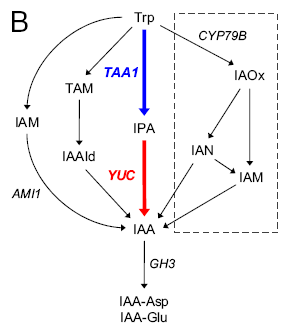 B
Trp
CYP79B
TAA1
TAM
IAOx
IAM
IPA
IAAld
IAN
YUC
IAM
AMI1
IAA
GH3
IAA-Asp
IAA-Glu